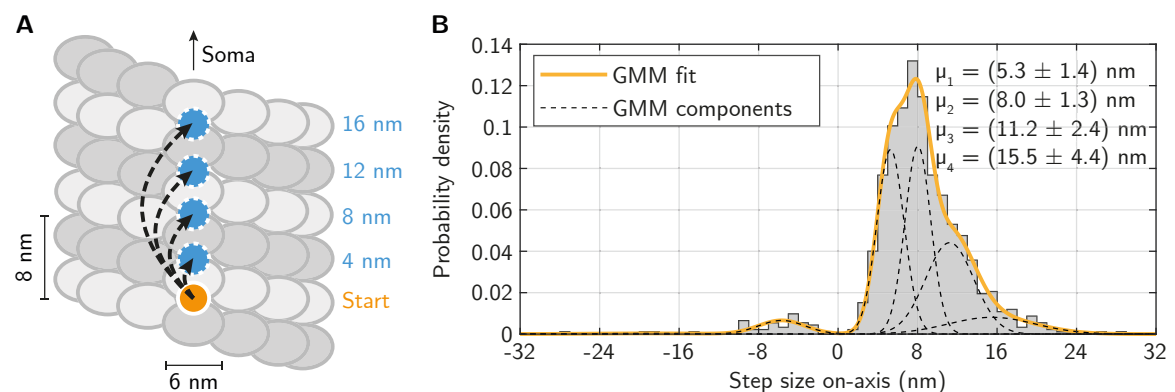 A
Soma
16 nm
12 nm
8 nm
4 nm
Start
8 nm
6 nm
B
0.14
0.12
0.1
0.08
0.06
0.04
0.02
0
Probability density
GMM fit
GMM components
μ1 = (5.3 ± 1.4) nm
μ2 = (8.0 ± 1.3) nm
μ3 = (11.2 ± 2.4) nm
μ4 = (15.5 ± 4.4) nm
-32 -24 -16 -8 0 8 16 24 32
Step size on-axis (nm)